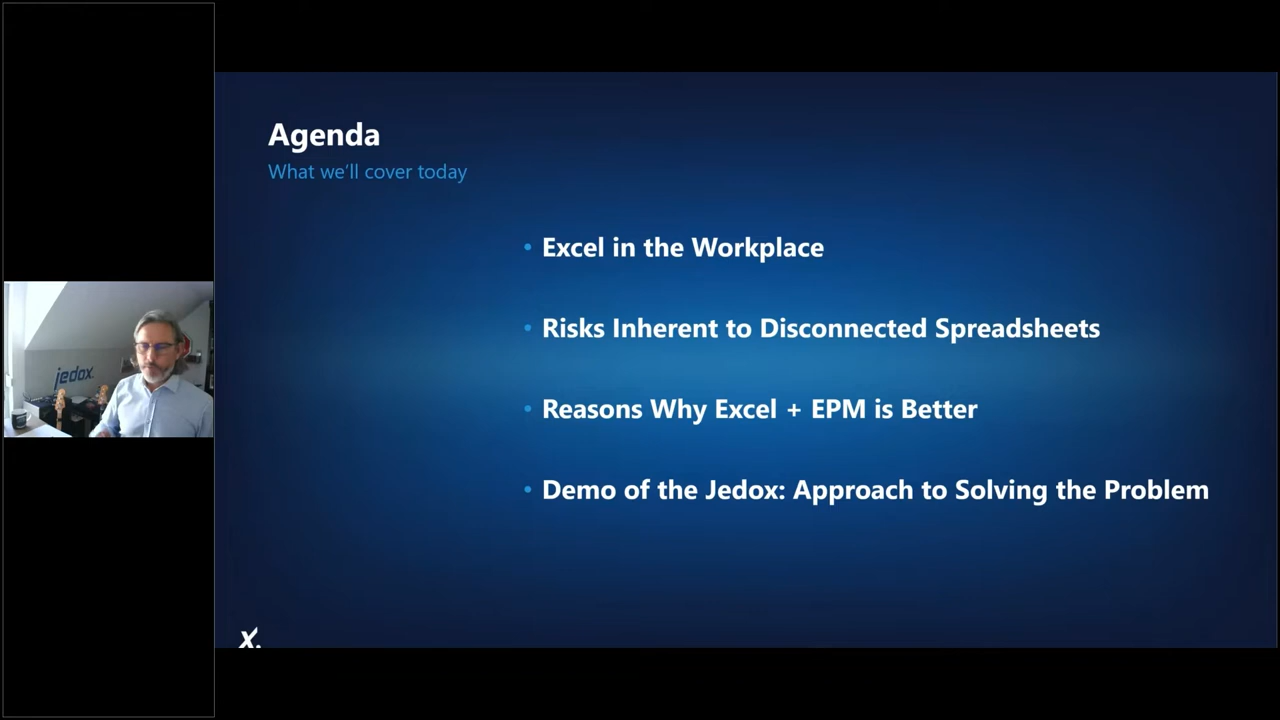 Agenda
What we'll cover today
• Excel in the Workplace
• Risks Inherent to Disconnected Spreadsheets
• Reasons Why Excel + EPM is Better
• Demo of the Jedox: Approach to Solving the Problem
jedox.
x.